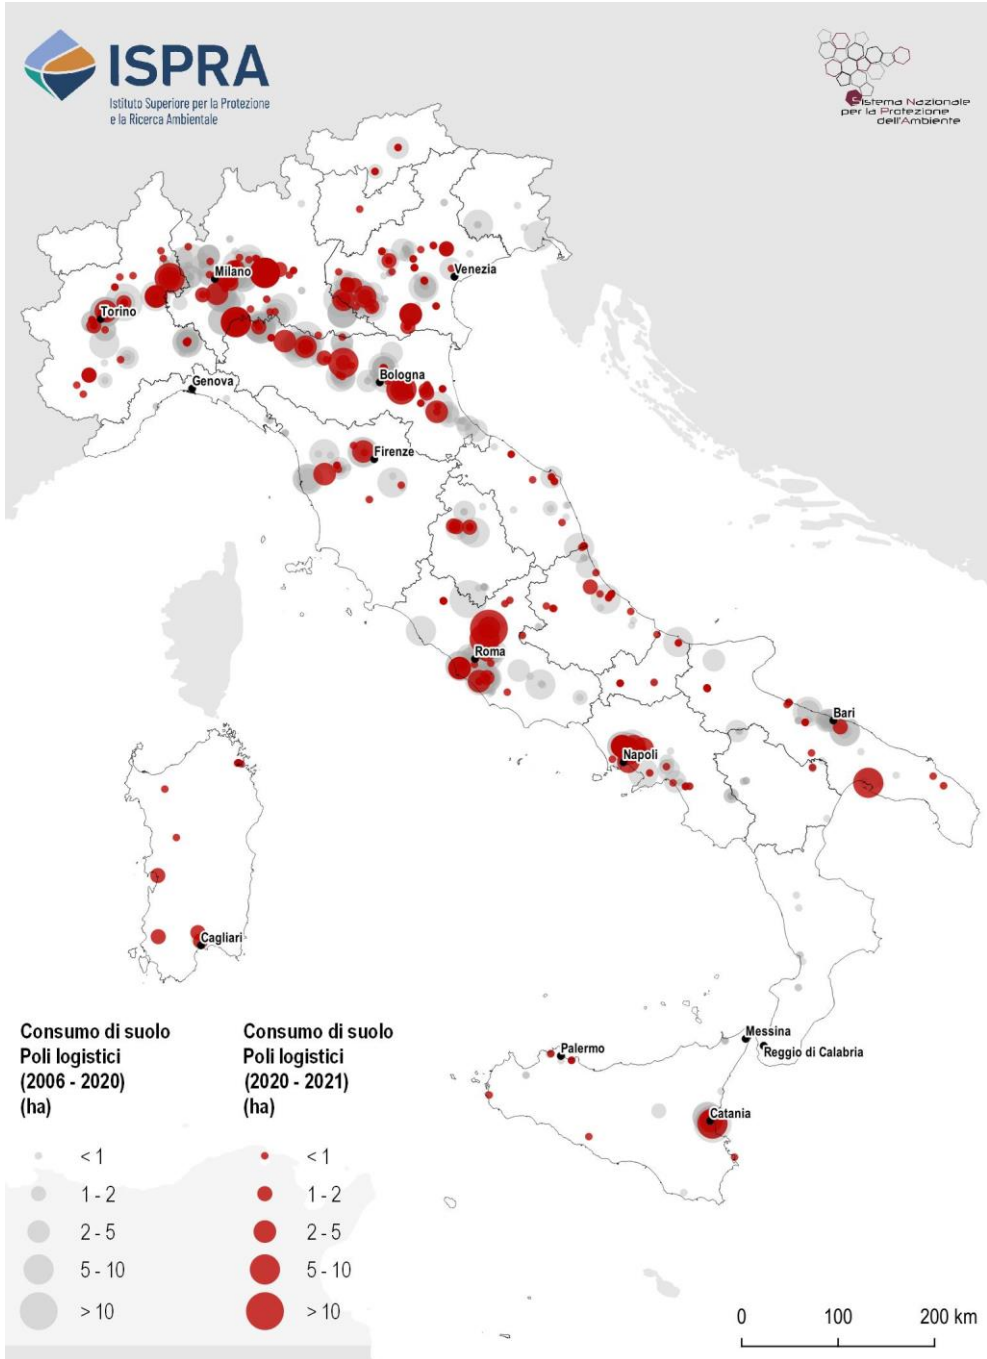 ISPRA
Istituto Superiore per la Protezione
e la Ricerca Ambientale
Sistema Nazionale
per la Protezione
dell'Ambiente
Milano
Venezia
Torino
Bologna
Genova
Firenze
Roma
Bari
Napoli
Cagliari
Messina
Palermo
Reggio di Calabria
Catania
Consumo di suolo
Poli logistici
(2006 - 2020)
(ha)
< 1
1 - 2
2 - 5
5 - 10
> 10
Consumo di suolo
Poli logistici
(2020 - 2021)
(ha)
< 1
1 - 2
2 - 5
5 - 10
> 10
0 100 200 km